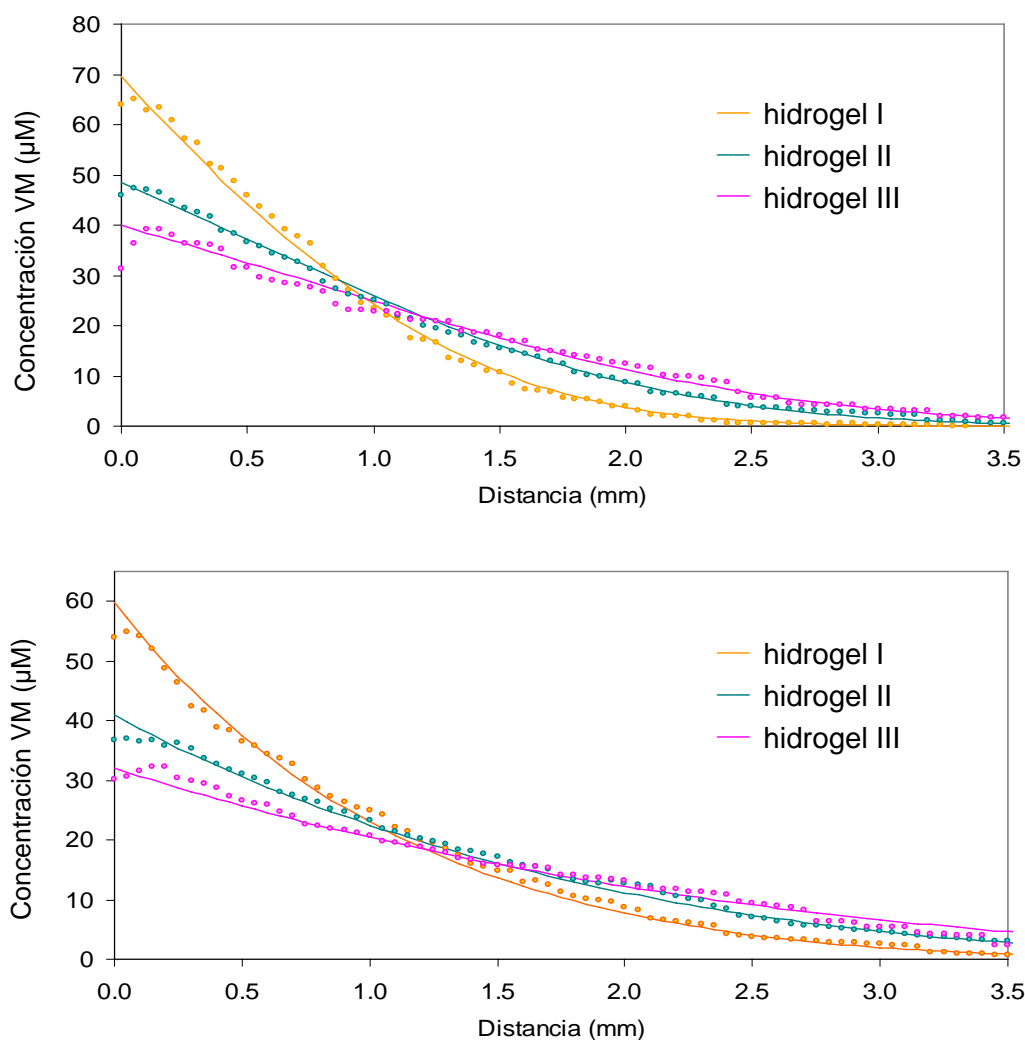 80
70
60
50
40
30
20
10
0
Concentración VM (µM)
hidrogel I
hidrogel II
hidrogel III
0.0 0.5 1.0 1.5 2.0 2.5 3.0 3.5
Distancia (mm)
60
50
40
30
20
10
0
Concentración VM (µM)
hidrogel I
hidrogel II
hidrogel III
0.0 0.5 1.0 1.5 2.0 2.5 3.0 3.5
Distancia (mm)